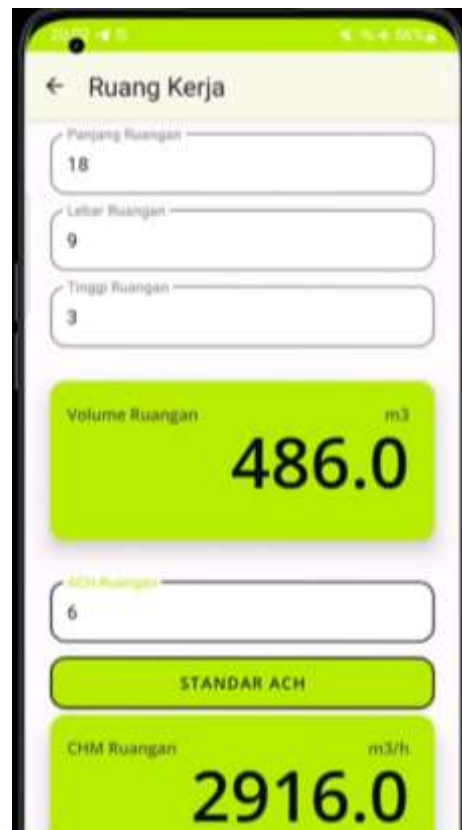 ← Ruang Kerja
Panjang Ruangan
18
Lebar Ruangan
9
Tinggi Ruangan
3
Volume Ruangan m3
486.0
ACH Ruangan
6
STANDAR ACH
CHM Ruangan m3/h
2916.0